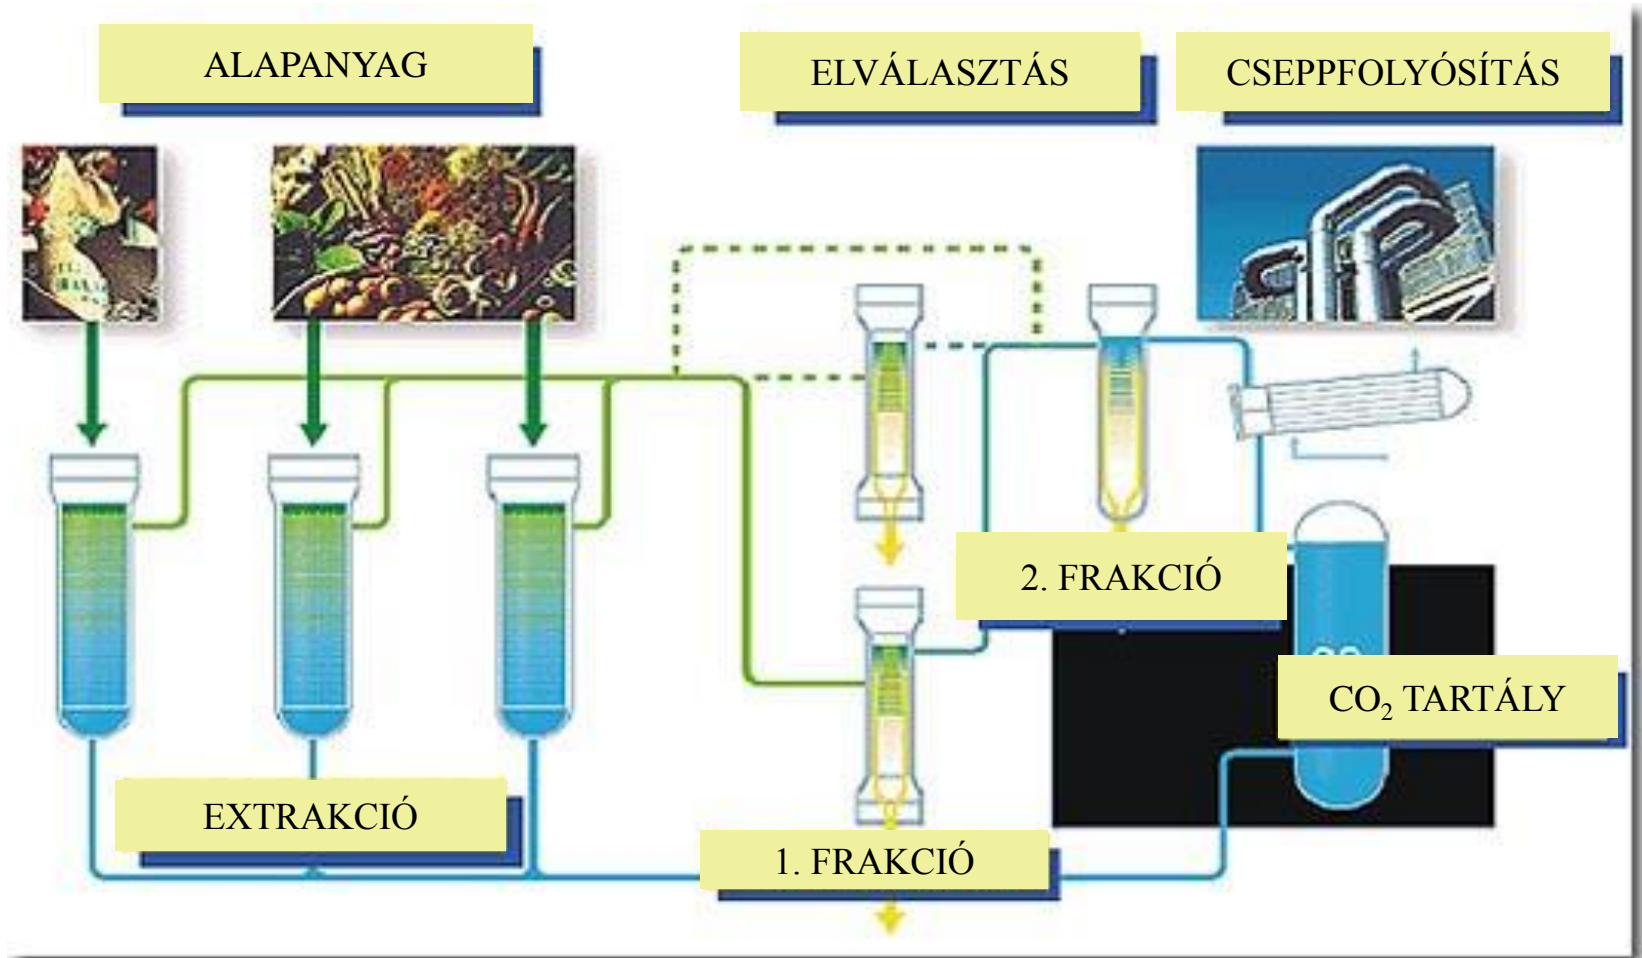 ALAPANYAG
ELVÁLASZTÁS
CSEPPFOLYÓSÍTÁS
2. FRAKCIÓ
CO₂ TARTÁLY
EXTRAKCIÓ
1. FRAKCIÓ